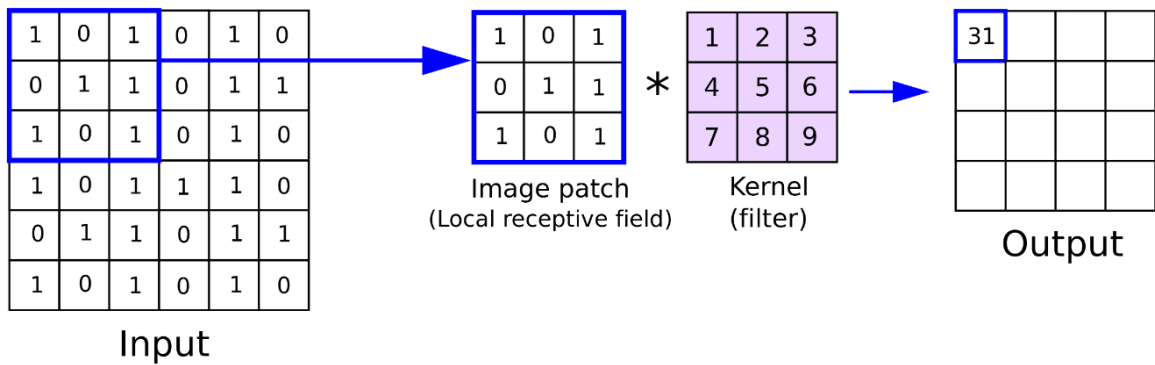 1 0 1 0 1 0
0 1 1 0 1 1
1 0 1 0 1 0
1 0 1 1 1 0
0 1 1 0 1 1
1 0 1 0 1 0
Input
1 0 1
0 1 1
1 0 1
Image patch
(Local receptive field)
*
1 2 3
4 5 6
7 8 9
Kernel
(filter)
31
Output